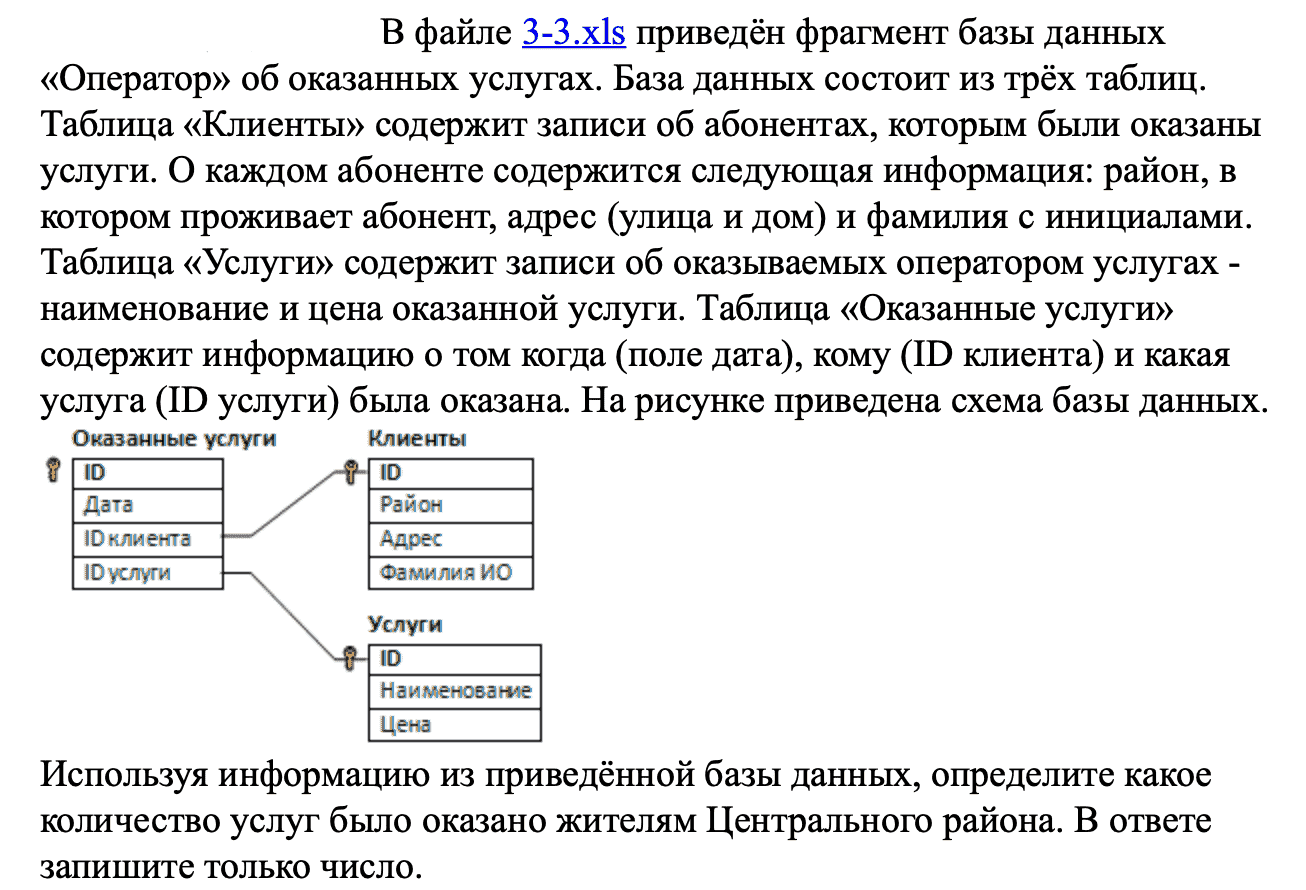 В файле 3-3.xls приведён фрагмент базы данных
«Оператор» об оказанных услугах. База данных состоит из трёх таблиц.
Таблица «Клиенты» содержит записи об абонентах, которым были оказаны
услуги. О каждом абоненте содержится следующая информация: район, в
котором проживает абонент, адрес (улица и дом) и фамилия с инициалами.
Таблица «Услуги» содержит записи об оказываемых оператором услугах -
наименование и цена оказанной услуги. Таблица «Оказанные услуги»
содержит информацию о том когда (поле дата), кому (ID клиента) и какая
услуга (ID услуги) была оказана. На рисунке приведена схема базы данных.
Оказанные услуги
ID
Дата
ID клиента
ID услуги
Клиенты
ID
Район
Адрес
Фамилия ИО
Услуги
ID
Наименование
Цена
Используя информацию из приведённой базы данных, определите какое
количество услуг было оказано жителям Центрального района. В ответе
запишите только число.